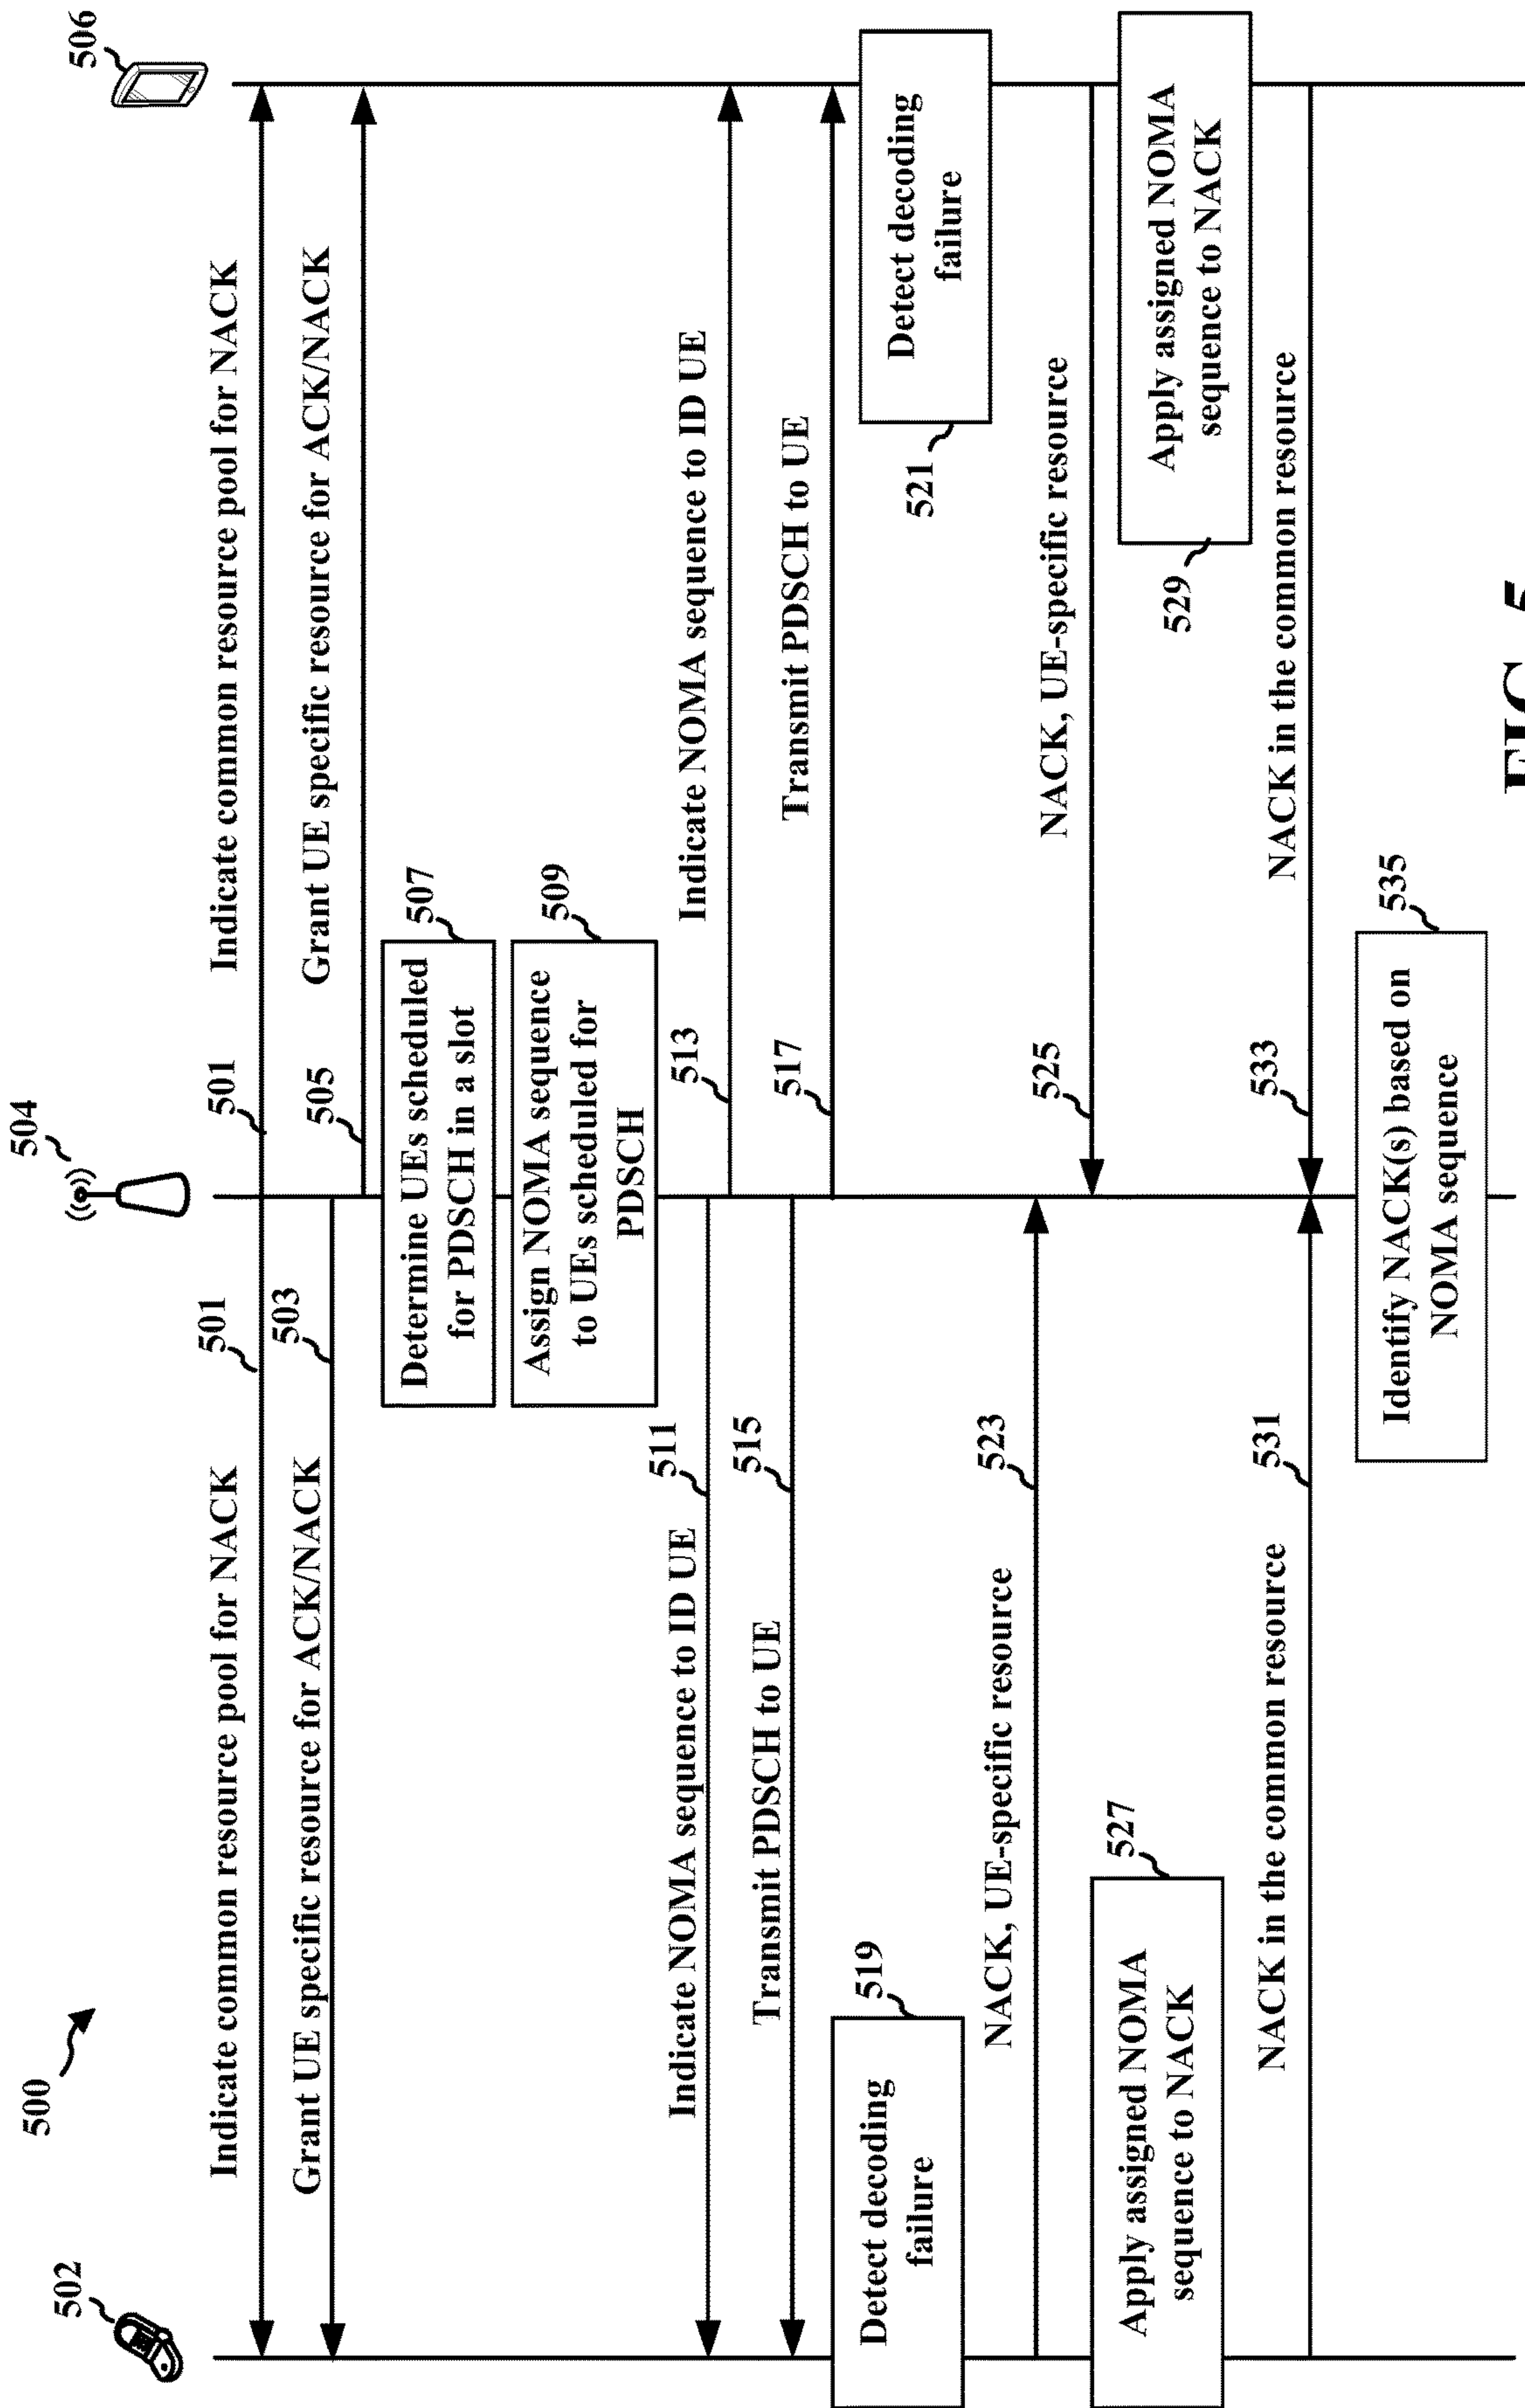 500
502
504
506
Indicate common resource pool for NACK
501
501
Indicate common resource pool for NACK
Grant UE specific resource for ACK/NACK
503
505
Grant UE specific resource for ACK/NACK
Determine UEs scheduled
for PDSCH in a slot
507
Assign NOMA sequence
to UEs scheduled for
PDSCH
509
Indicate NOMA sequence to ID UE
511
513
Indicate NOMA sequence to ID UE
Transmit PDSCH to UE
515
517
Transmit PDSCH to UE
Detect decoding
failure
519
Detect decoding
failure
521
NACK, UE-specific resource
523
525
NACK, UE-specific resource
Apply assigned NOMA
sequence to NACK
527
Apply assigned NOMA
sequence to NACK
529
NACK in the common resource
531
533
NACK in the common resource
Identify NACK(s) based on
NOMA sequence
535
FIG. 5